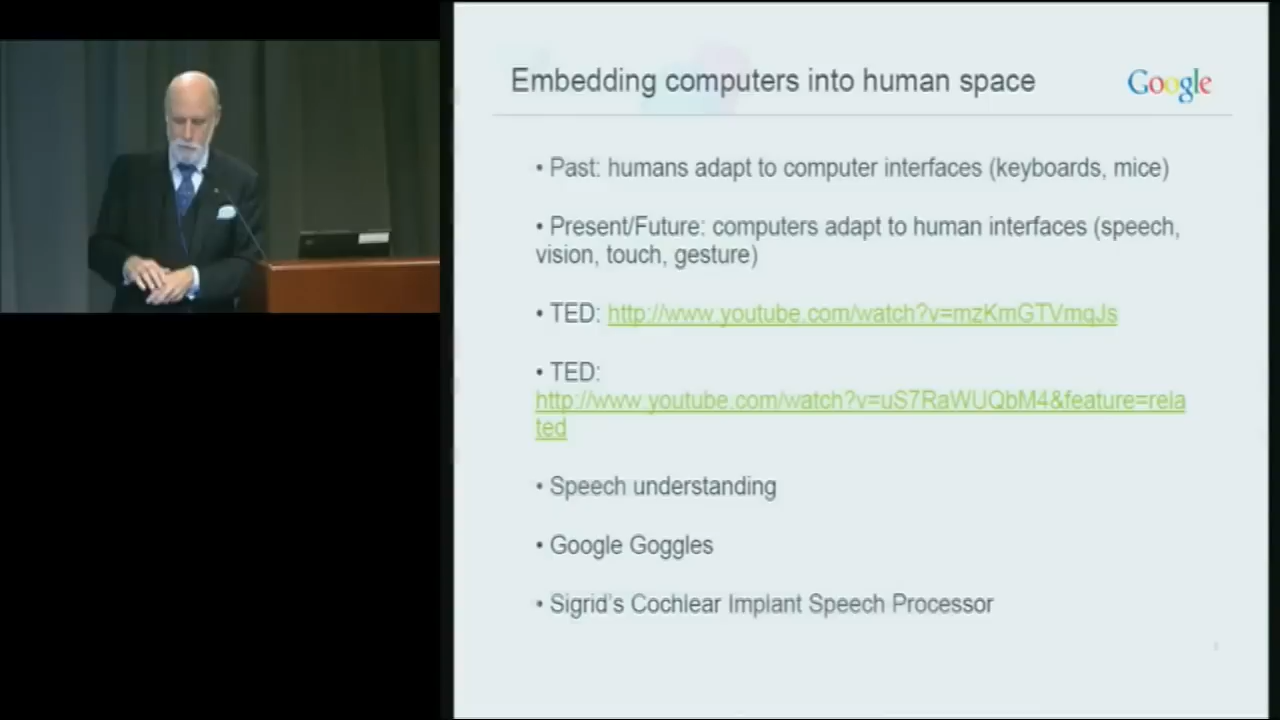 Embedding computers into human space
Google
• Past: humans adapt to computer interfaces (keyboards, mice)
• Present/Future: computers adapt to human interfaces (speech,
vision, touch, gesture)
• TED: http://www.youtube.com/watch?v=mzKmGTVmqJs
• TED:
http://www.youtube.com/watch?v=uS7RaWUQbM4&feature=rela
ted
• Speech understanding
• Google Goggles
• Sigrid's Cochlear Implant Speech Processor